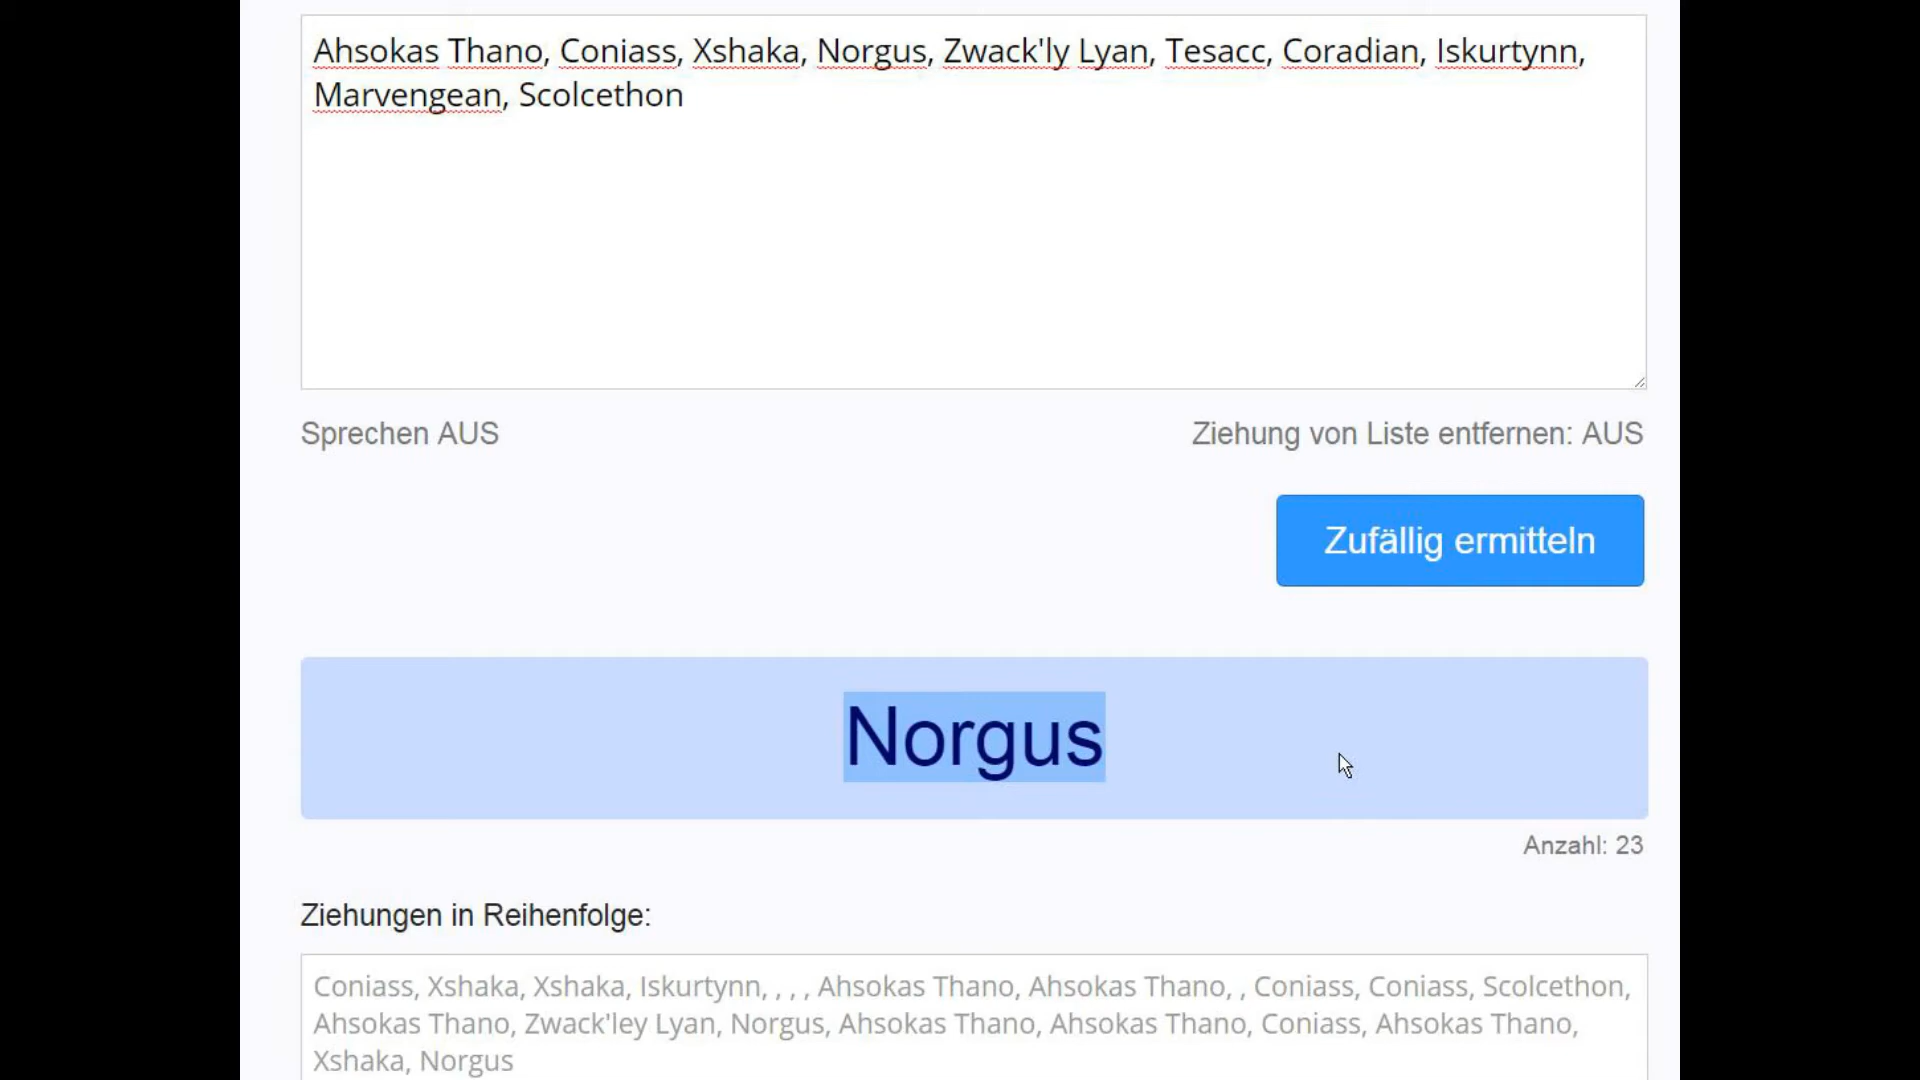 Ahsokas Thano, Coniass, Xshaka, Norgus, Zwack'ly Lyan, Tesacc, Coradian, Iskurtynn,
Marvengean, Scolcethon
Sprechen AUS
Ziehung von Liste entfernen: AUS
Zufällig ermitteln
Norgus
Anzahl: 23
Ziehungen in Reihenfolge:
Coniass, Xshaka, Xshaka, Iskurtynn, , , , Ahsokas Thano, Ahsokas Thano, , Coniass, Coniass, Scolcethon,
Ahsokas Thano, Zwack'ley Lyan, Norgus, Ahsokas Thano, Ahsokas Thano, Coniass, Ahsokas Thano,
Xshaka, Norgus